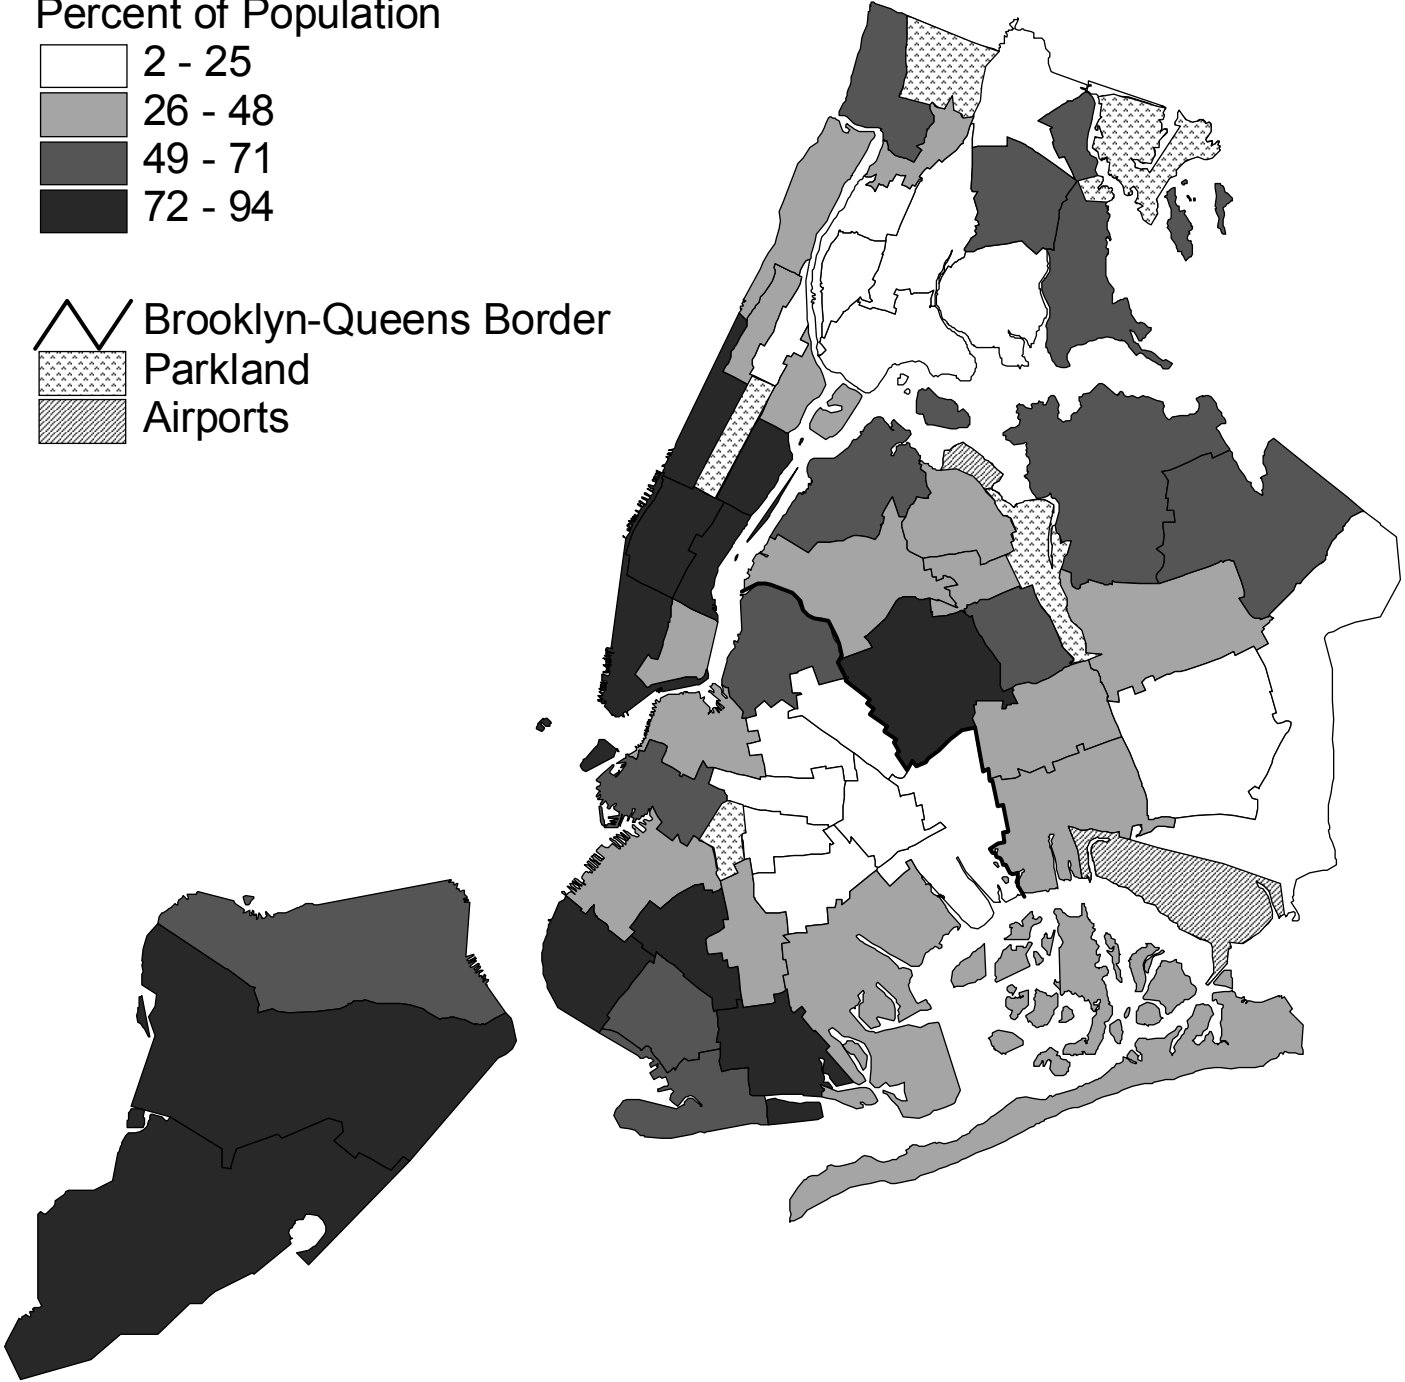 Percent of Population
2 - 25
26 - 48
49 - 71
72 - 94
Brooklyn-Queens Border
Parkland
Airports